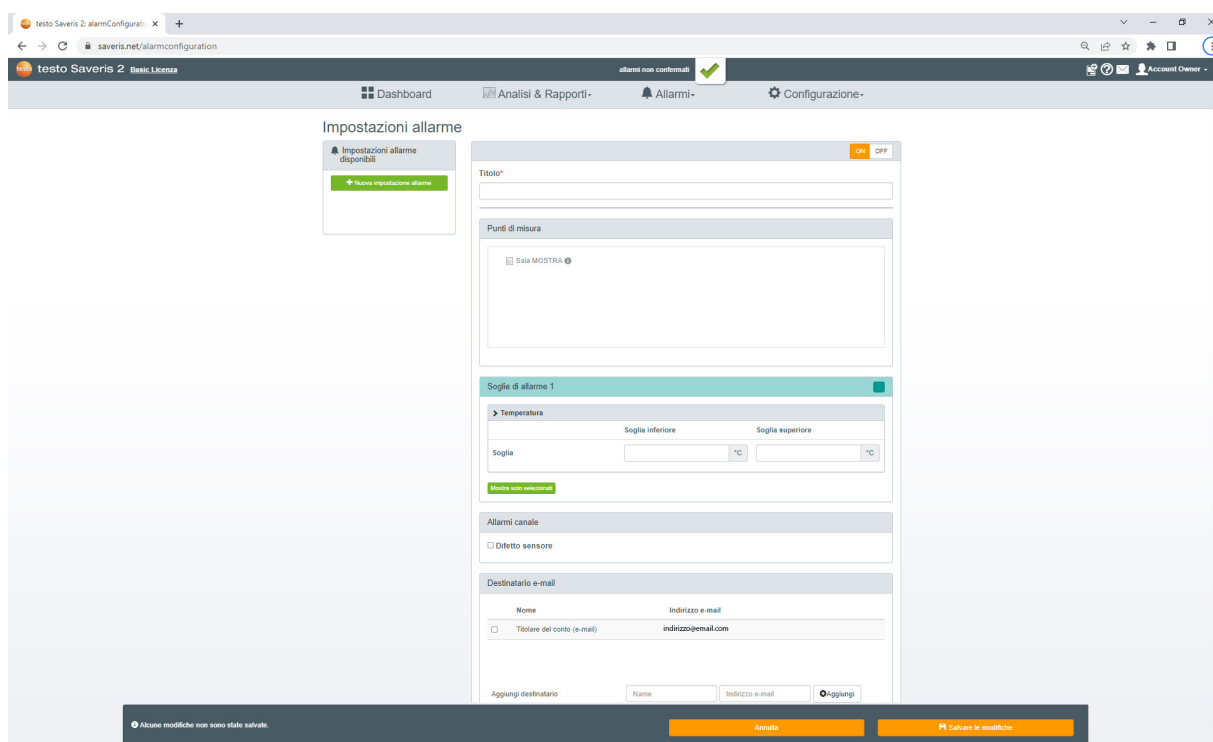 testo Saveris 2: alarmConfigurati
saveris.net/alarmconfiguration
testo Saveris 2 Basic Licenza
allarmi non confermati
Account Owner
Dashboard
Analisi & Rapporti
Allarmi
Configurazione
Impostazioni allarme
Impostazioni allarme
disponibili
+ Nuova impostazione allarme
ON OFF
Titolo*
Punti di misura
Sala MOSTRA
Soglie di allarme 1
Temperatura
Soglia inferiore Soglia superiore
Soglia °C °C
Mostra solo selezionati
Allarmi canale
Difetto sensore
Destinatario e-mail
Nome Indirizzo e-mail
Titolare del conto (e-mail) indirizzo@email.com
Aggiungi destinatario Name Indirizzo e-mail Aggiungi
Alcune modifiche non sono state salvate. Annulla Salvare le modifiche